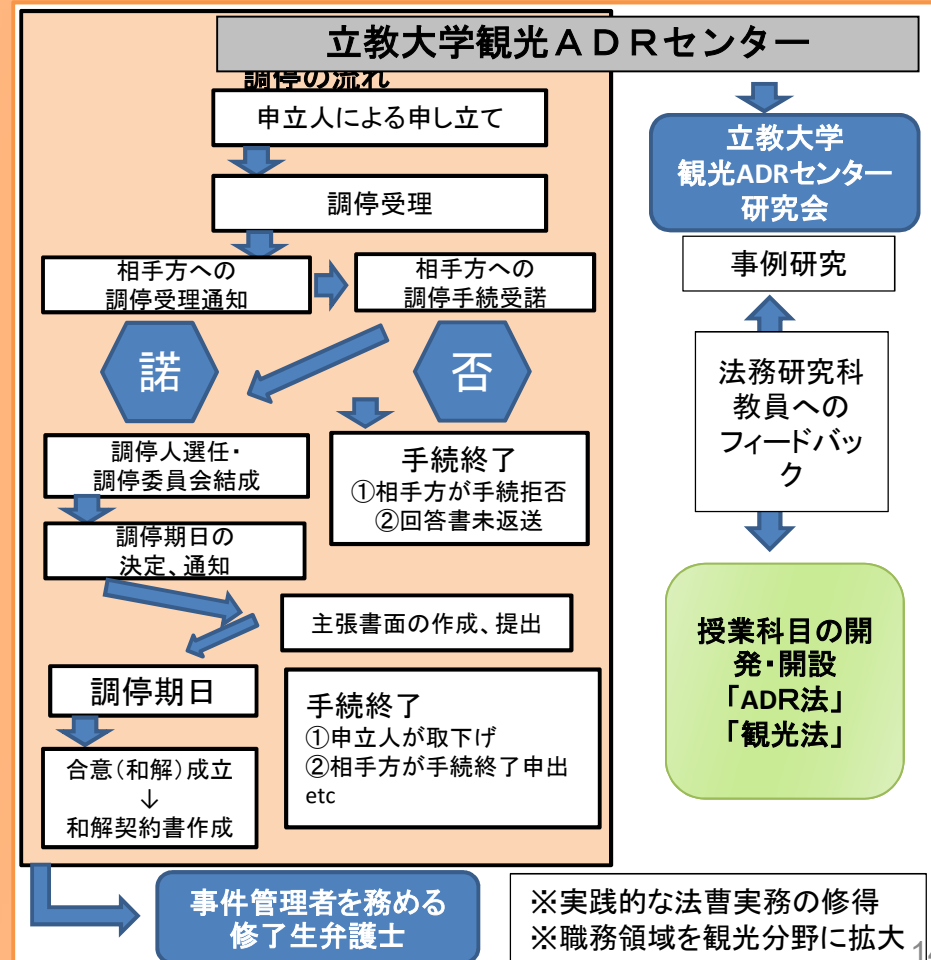 立教大学観光ＡＤＲセンター
調停の流れ
申立人による申し立て
調停受理
相手方への
調停受理通知
相手方への
調停手続受諾
諾
否
調停人選任・
調停委員会結成
手続終了
①相手方が手続拒否
②回答書未返送
調停期日の
決定、通知
主張書面の作成、提出
調停期日
手続終了
①申立人が取下げ
②相手方が手続終了申出
etc
合意（和解）成立
↓
和解契約書作成
事件管理者を務める
修了生弁護士
立教大学
観光ADRセンター
研究会
事例研究
法務研究科
教員への
フィードバッ
ク
授業科目の開
発・開設
「ADR法」
「観光法」
※実践的な法曹実務の修得
※職務領域を観光分野に拡大